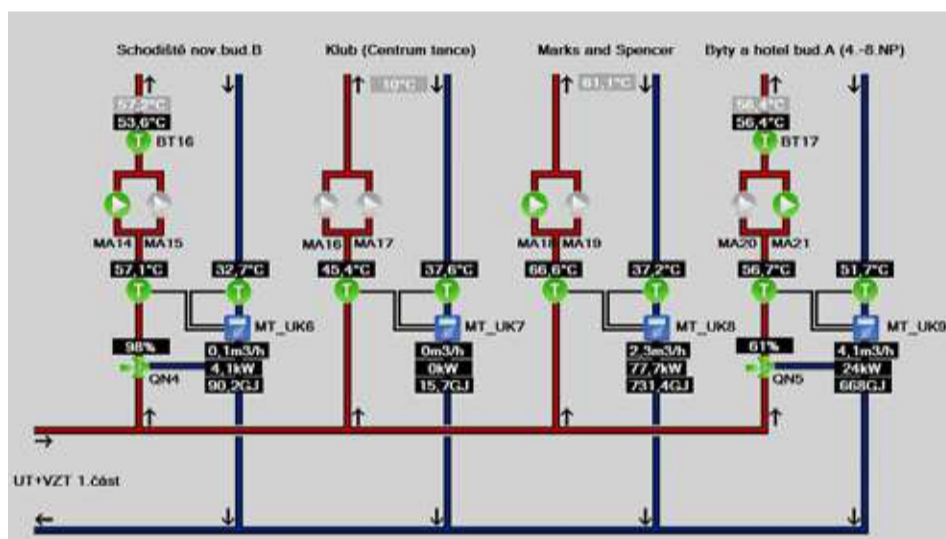 Schodiště nov.bud.B
Klub (Centrum tance)
Marks and Spencer
Byty a hotel bud.A (4.-8.NP)
57,2°C
10°C
61,1°C
56,4°C
53,6°C
56,4°C
T
BT16
T
BT17
MA14
MA15
MA16
MA17
MA18
MA19
MA20
MA21
57,1°C
32,7°C
45,4°C
37,6°C
66,6°C
37,2°C
56,7°C
51,7°C
T
T
T
T
T
T
T
T
MT_UK6
MT_UK7
MT_UK8
MT_UK9
98%
0,1m3/h
0m3/h
2,3m3/h
61%
4,1m3/h
QN4
4,1kW
0kW
77,7kW
QN5
24kW
90,2GJ
15,7GJ
731,4GJ
668GJ
UT+VZT 1.část